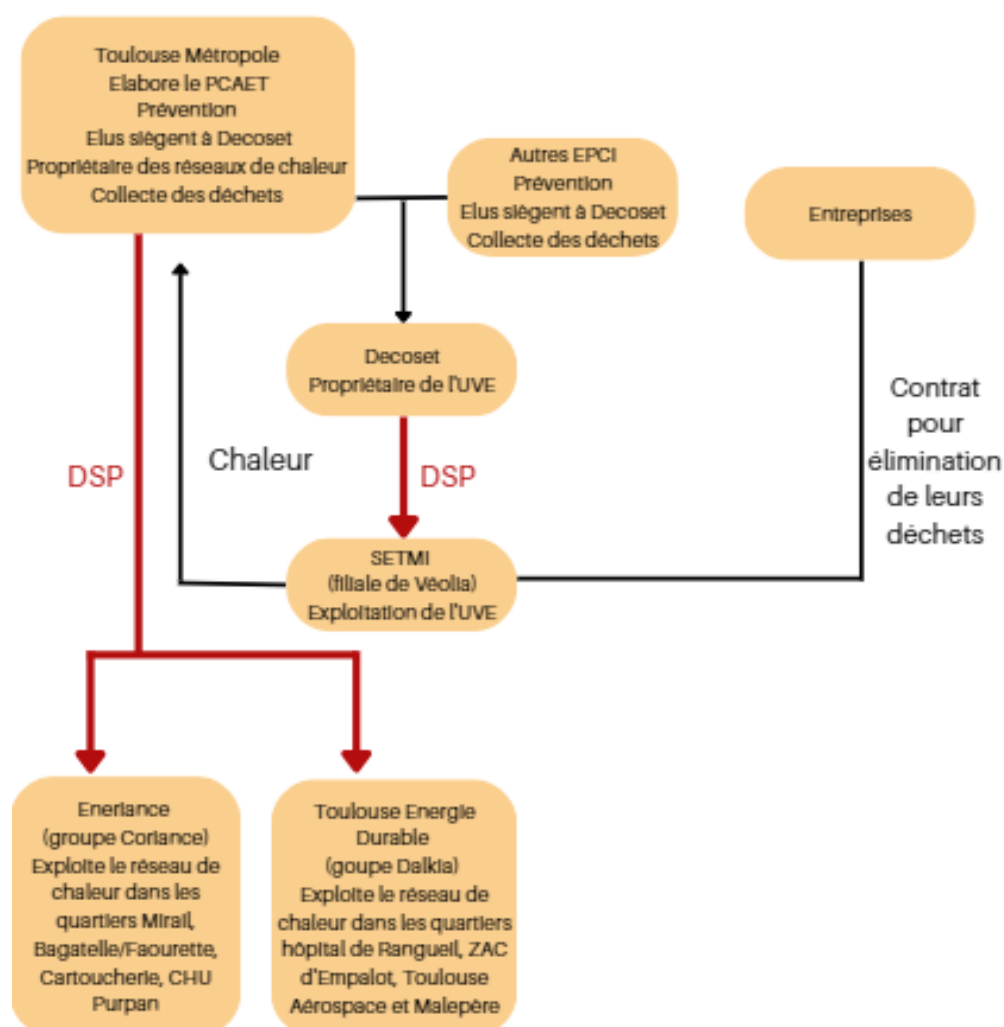 Toulouse Métropole
Elabore le PCAET
Prévention
Elus siègent à Decoset
Propriétaire des réseaux de chaleur
Collecte des déchets
Autres EPCI
Prévention
Elus siègent à Decoset
Collecte des déchets
Entreprises
Decoset
Propriétaire de l'UVE
Contrat
pour
élimination
de leurs
déchets
Chaleur
DSP
DSP
SETMI
(filiale de Véolia)
Exploitation de l'UVE
Eneriance
(groupe Coriance)
Exploite le réseau de
chaleur dans les
quartiers Mirail,
Bagatelle/Faourette,
Cartoucherie, CHU
Purpan
Toulouse Energie
Durable
(goupe Dalkia)
Exploite le réseau de
chaleur dans les quartiers
hôpital de Rangueil, ZAC
d'Empalot, Toulouse
Aérospace et Malepère